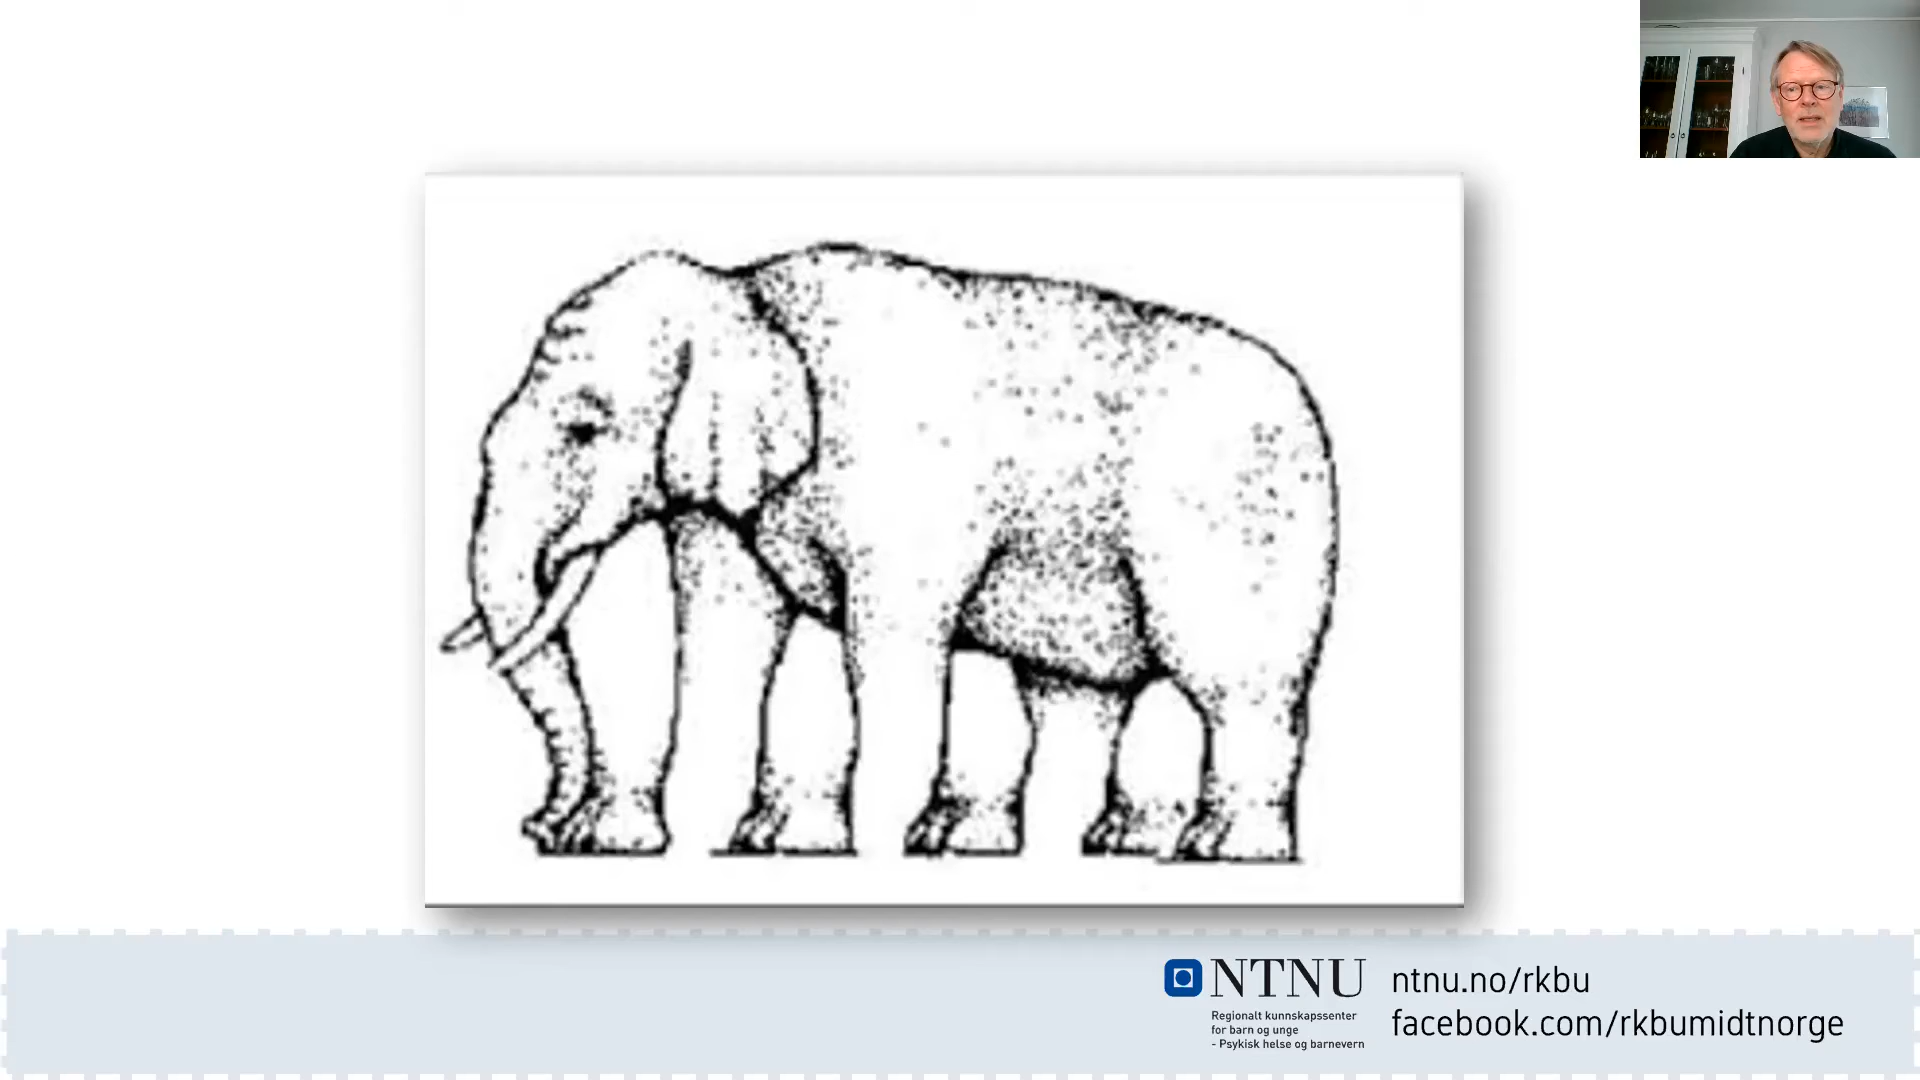 NTNU
Regionalt kunnskapssenter
for barn og unge
- Psykisk helse og barnevern
ntnu.no/rkbu
facebook.com/rkbumidtnorge